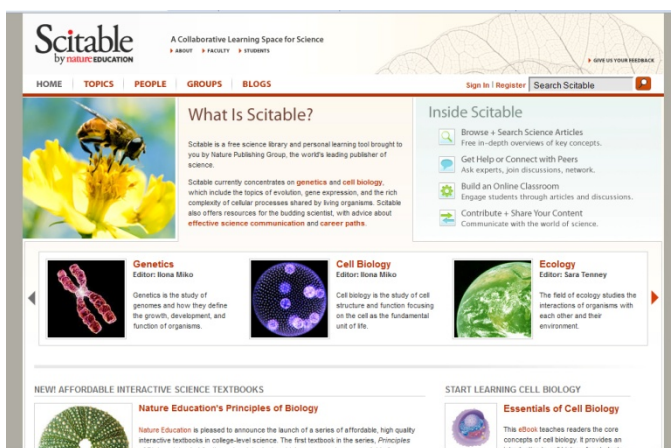 Scitable
by nature EDUCATION
A Collaborative Learning Space for Science
ABOUT FACULTY STUDENTS
GIVE US YOUR FEEDBACK
HOME TOPICS PEOPLE GROUPS BLOGS
Sign In | Register Search Scitable
What Is Scitable?
Scitable is a free science library and personal learning tool brought to
you by Nature Publishing Group, the world's leading publisher of
science.
Scitable currently concentrates on genetics and cell biology,
which include the topics of evolution, gene expression, and the rich
complexity of cellular processes shared by living organisms. Scitable
also offers resources for the budding scientist, with advice about
effective science communication and career paths.
Inside Scitable
Browse + Search Science Articles
Free in-depth overviews of key concepts.
Get Help or Connect with Peers
Ask experts, join discussions, network.
Build an Online Classroom
Engage students through articles and discussions.
Contribute + Share Your Content
Communicate with the world of science.
Genetics
Editor: Ilona Miko
Genetics is the study of
genomes and how they define
the growth, development, and
function of organisms.
Cell Biology
Editor: Ilona Miko
Cell biology is the study of cell
structure and function focusing
on the cell as the fundamental
unit of life.
Ecology
Editor: Sara Tenney
The field of ecology studies the
interactions of organisms with
each other and their
environment.
NEW! AFFORDABLE INTERACTIVE SCIENCE TEXTBOOKS
Nature Education's Principles of Biology
Nature Education is pleased to announce the launch of a series of affordable, high quality
interactive textbooks in college-level science. The first textbook in the series, Principles
START LEARNING CELL BIOLOGY
Essentials of Cell Biology
This eBook teaches readers the core
concepts of cell biology. It provides an